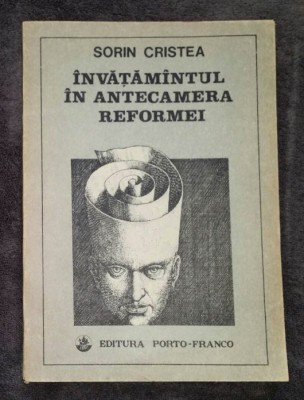 SORIN CRISTEA
ÎNVĂȚĂMÎNTUL
ÎN ANTECAMERA
REFORMEI
EDITURA PORTO-FRANCO